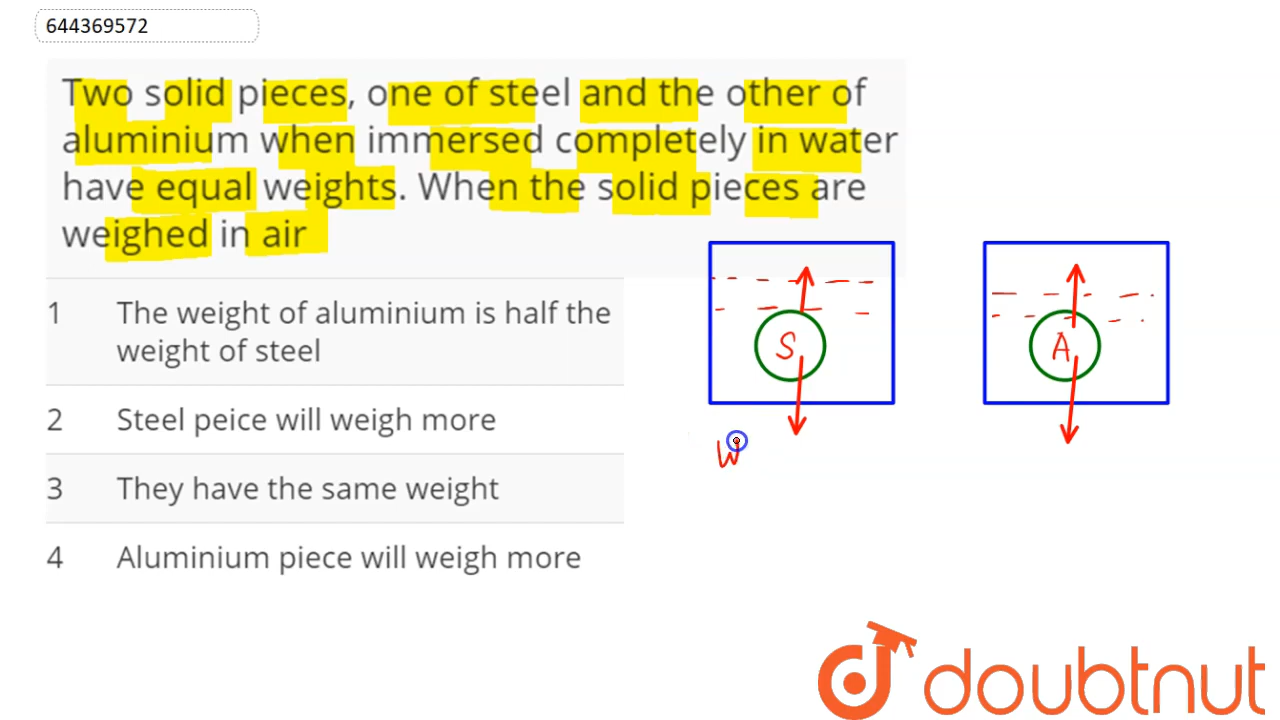 644369572
Two solid pieces, one of steel and the other of
aluminium when immersed completely in water
have equal weights. When the solid pieces are
weighed in air
1 The weight of aluminium is half the
weight of steel
2 Steel peice will weigh more
3 They have the same weight
4 Aluminium piece will weigh more
S
A
W
doubtnut